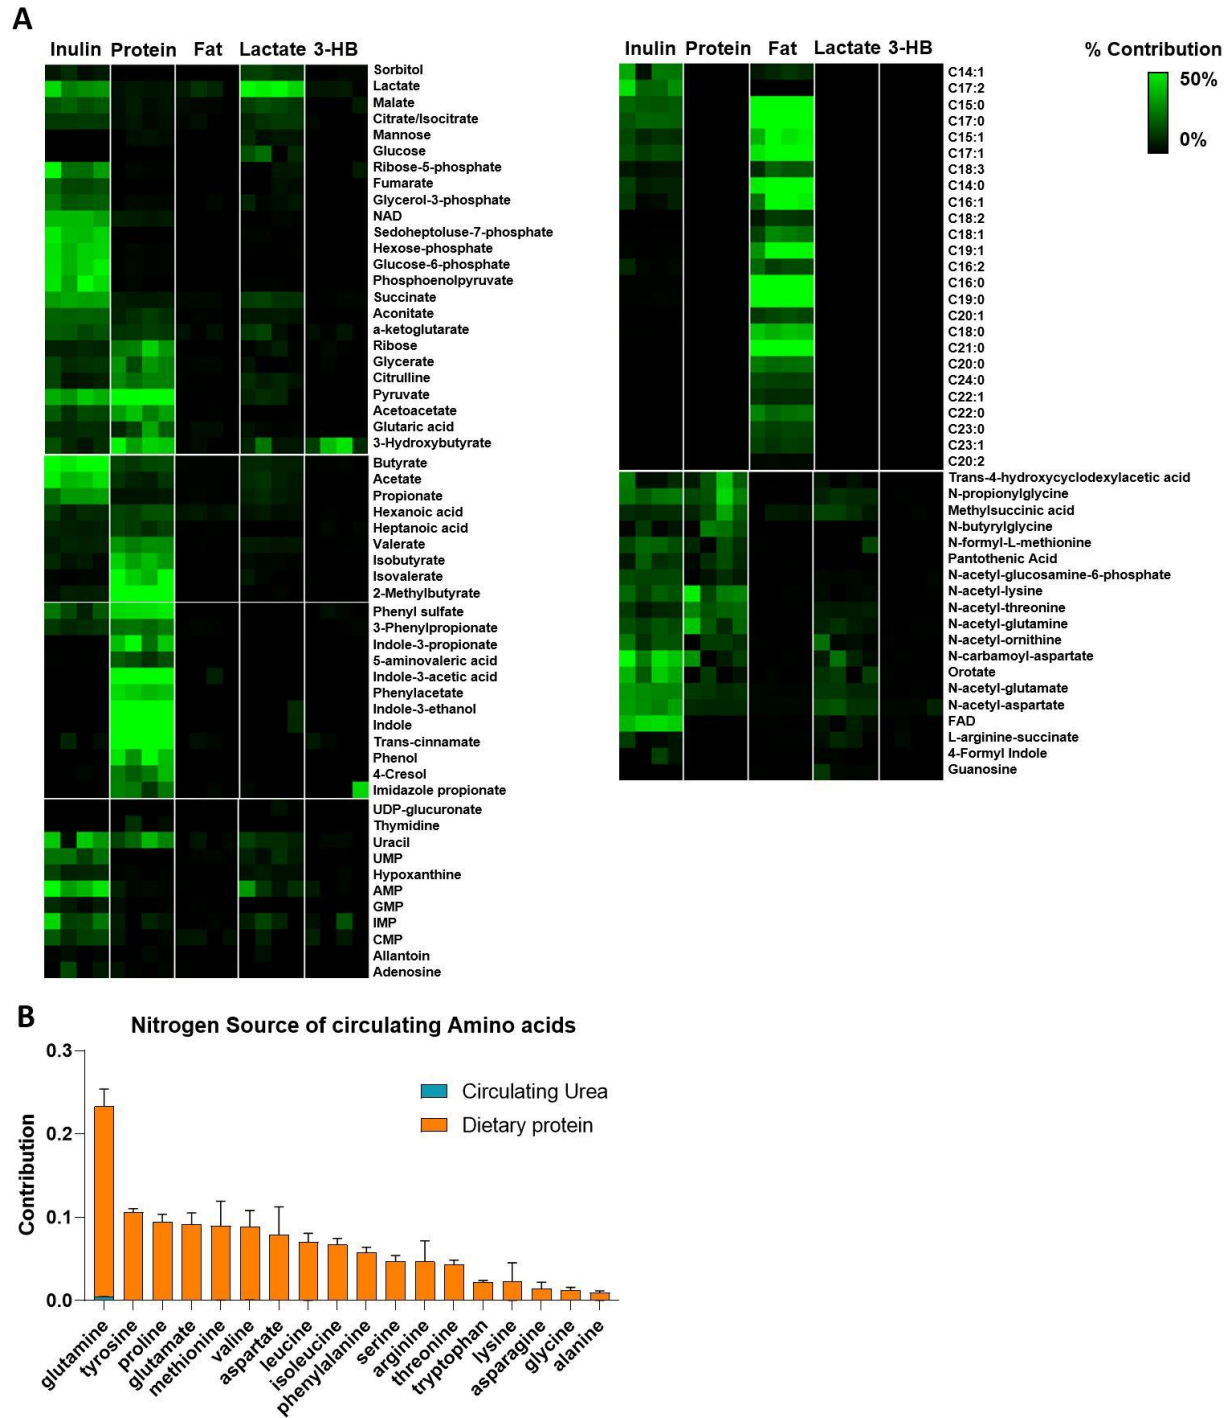 A
Inulin Protein Fat Lactate 3-HB
Sorbitol
Lactate
Malate
Citrate/Isocitrate
Mannose
Glucose
Ribose-5-phosphate
Fumarate
Glycerol-3-phosphate
NAD
Sedoheptoluse-7-phosphate
Hexose-phosphate
Glucose-6-phosphate
Phosphoenolpyruvate
Succinate
Aconitate
a-ketoglutarate
Ribose
Glycerate
Citrulline
Pyruvate
Acetoacetate
Glutaric acid
3-Hydroxybutyrate
Butyrate
Acetate
Propionate
Hexanoic acid
Heptanoic acid
Valerate
Isobutyrate
Isovalerate
2-Methylbutyrate
Phenyl sulfate
3-Phenylpropionate
Indole-3-propionate
5-aminovaleric acid
Indole-3-acetic acid
Phenylacetate
Indole-3-ethanol
Indole
Trans-cinnamate
Phenol
4-Cresol
Imidazole propionate
UDP-glucuronate
Thymidine
Uracil
UMP
Hypoxanthine
AMP
GMP
IMP
CMP
Allantoin
Adenosine
Inulin Protein Fat Lactate 3-HB
C14:1
C17:2
C15:0
C17:0
C15:1
C17:1
C18:3
C14:0
C16:1
C18:2
C18:1
C19:1
C16:2
C16:0
C19:0
C20:1
C18:0
C21:0
C20:0
C24:0
C22:1
C22:0
C23:0
C23:1
C20:2
Trans-4-hydroxycyclodexylacetic acid
N-propionylglycine
Methylsuccinic acid
N-butyrylglycine
N-formyl-L-methionine
Pantothenic Acid
N-acetyl-glucosamine-6-phosphate
N-acetyl-lysine
N-acetyl-threonine
N-acetyl-glutamine
N-acetyl-ornithine
N-carbamoyl-aspartate
Orotate
N-acetyl-glutamate
N-acetyl-aspartate
FAD
L-arginine-succinate
4-Formyl Indole
Guanosine
% Contribution
50%
0%
B
Nitrogen Source of circulating Amino acids
Circulating Urea
Dietary protein
Contribution
0.3
0.2
0.1
0.0
glutamine
tyrosine
proline
glutamate
methionine
valine
aspartate
leucine
isoleucine
phenylalanine
serine
arginine
threonine
tryptophan
lysine
asparagine
glycine
alanine